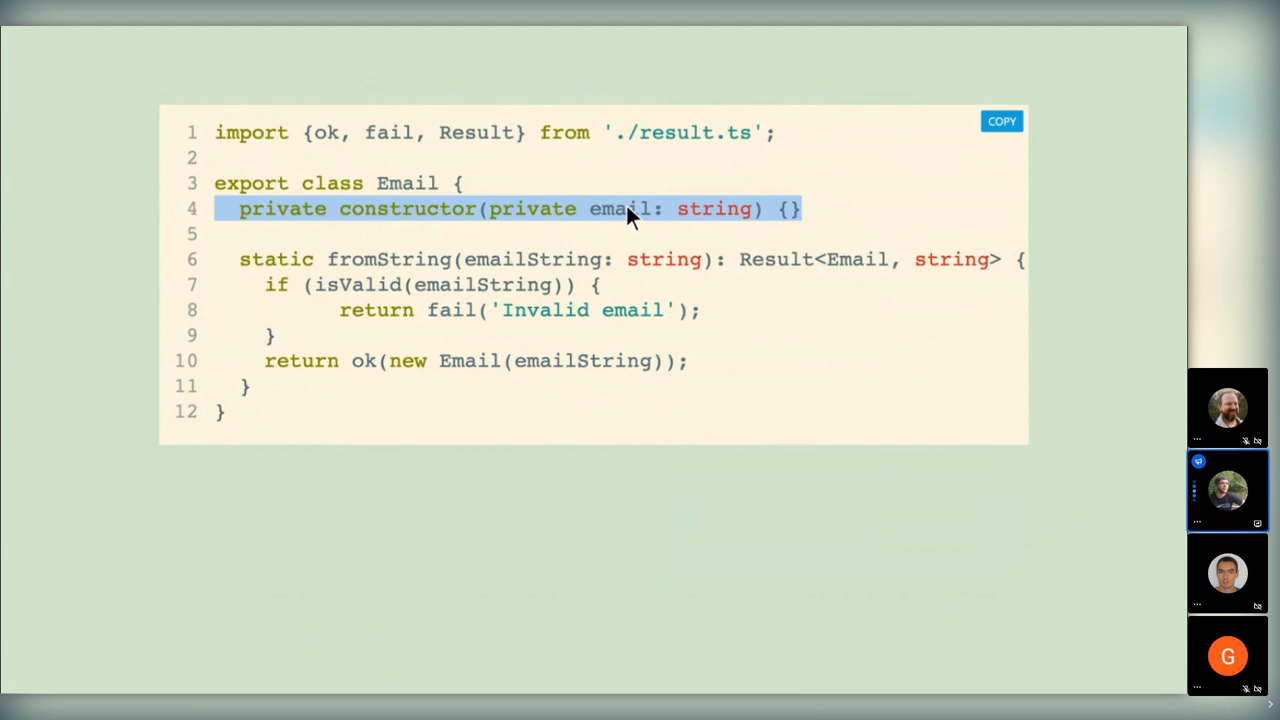 COPY
1 import {ok, fail, Result} from './result.ts';
2
3 export class Email {
4 private constructor(private email: string) {}
5
6 static fromString(emailString: string): Result<Email, string> {
7 if (isValid(emailString)) {
8 return fail('Invalid email');
9 }
10 return ok(new Email(emailString));
11 }
12 }
G